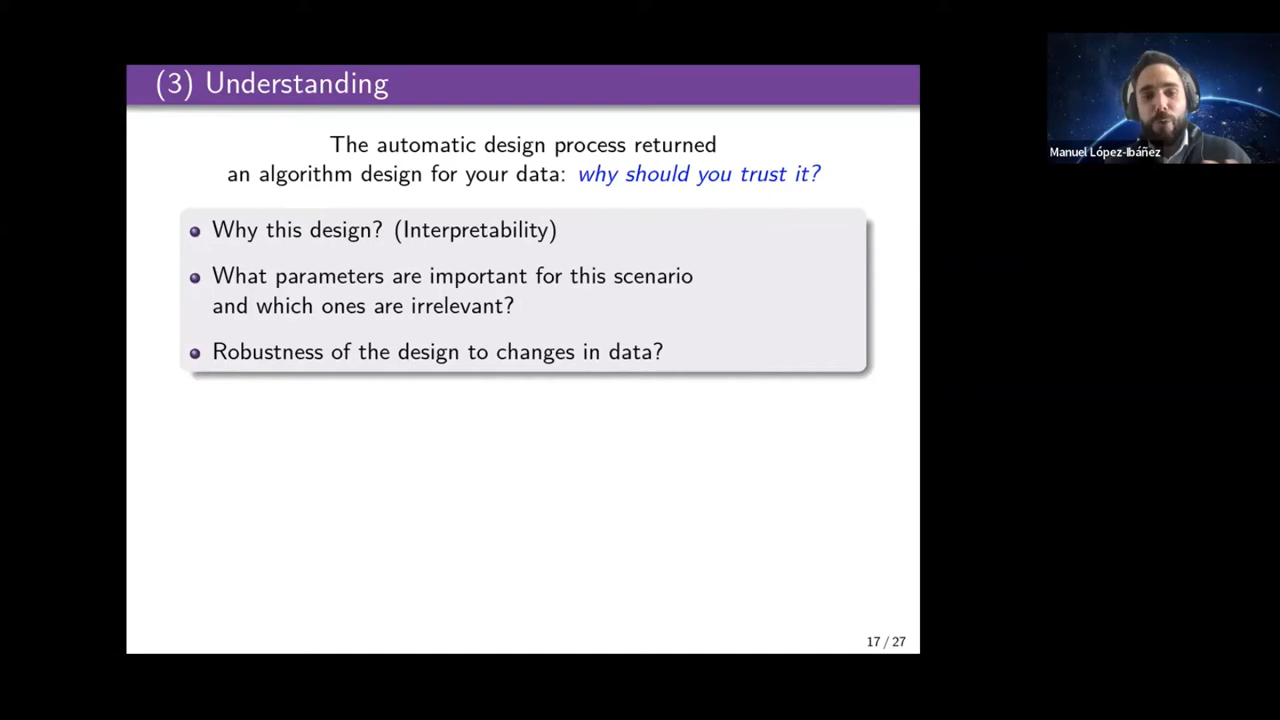 (3) Understanding
The automatic design process returned
an algorithm design for your data: why should you trust it?
Why this design? (Interpretability)
What parameters are important for this scenario
and which ones are irrelevant?
Robustness of the design to changes in data?
17 / 27
Manuel López-Ibáñez